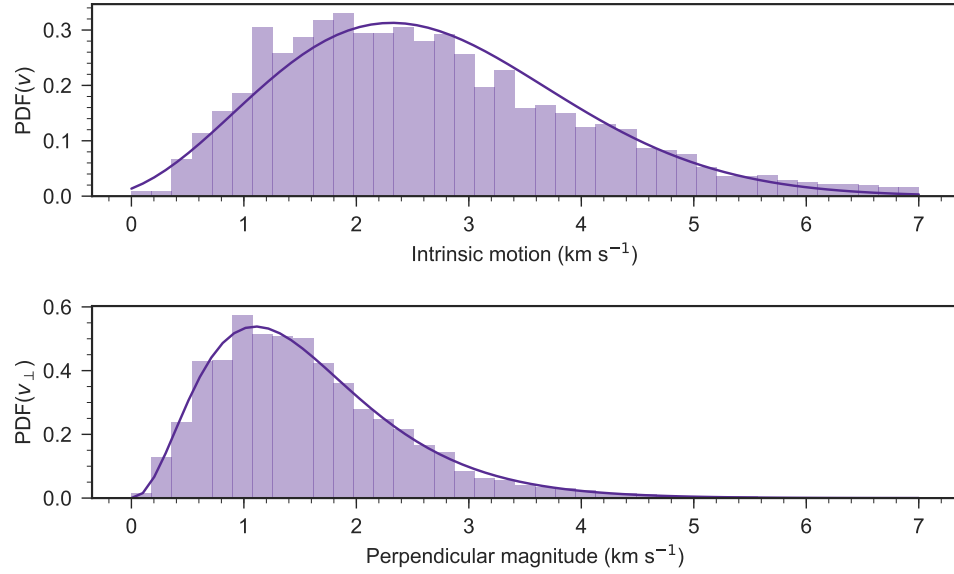 PDF(v)
0.3
0.2
0.1
0.0
0 1 2 3 4 5 6 7
Intrinsic motion (km s⁻¹)
PDF(v⊥)
0.6
0.4
0.2
0.0
0 1 2 3 4 5 6 7
Perpendicular magnitude (km s⁻¹)